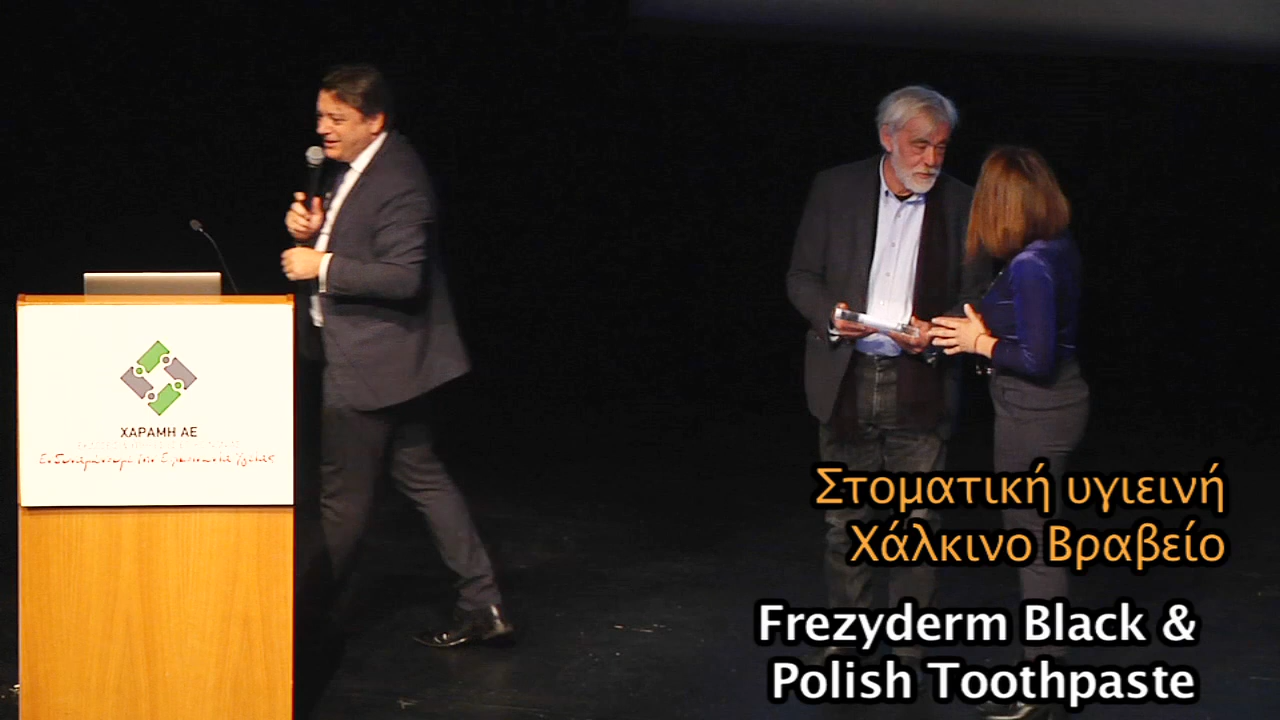 ΧΑΡΑΜΗ ΑΕ
Στοματική υγιεινή
Χάλκινο Βραβείο
Frezyderm Black &
Polish Toothpaste